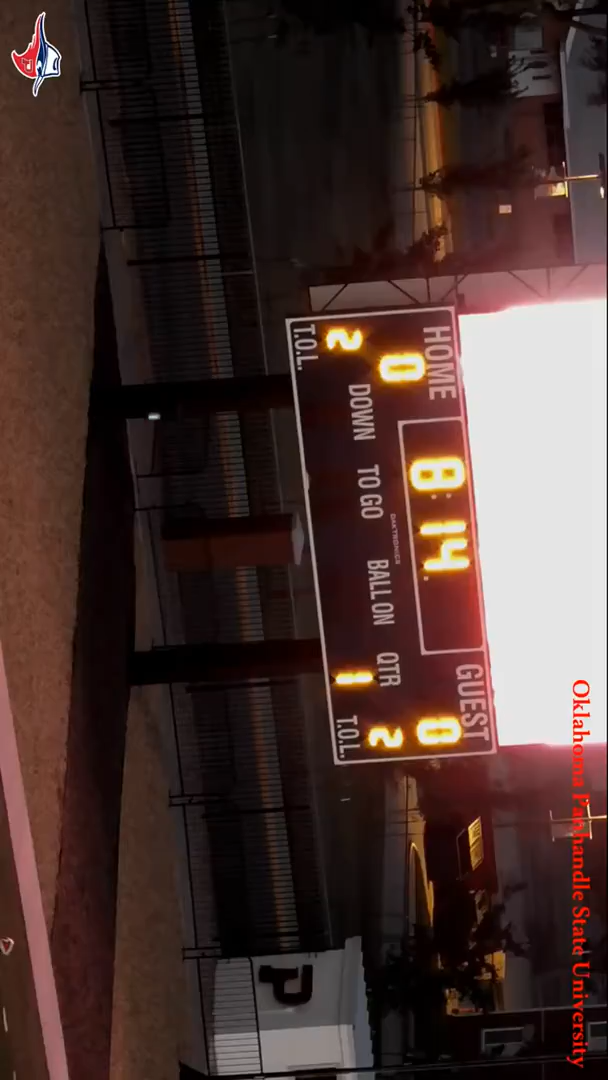 Oklahoma Panhandle State University
HOME
GUEST
0
8:14
0
DAKTRONICS
DOWN TO GO BALL ON QTR
2
1
2
T.O.L.
T.O.L.
P